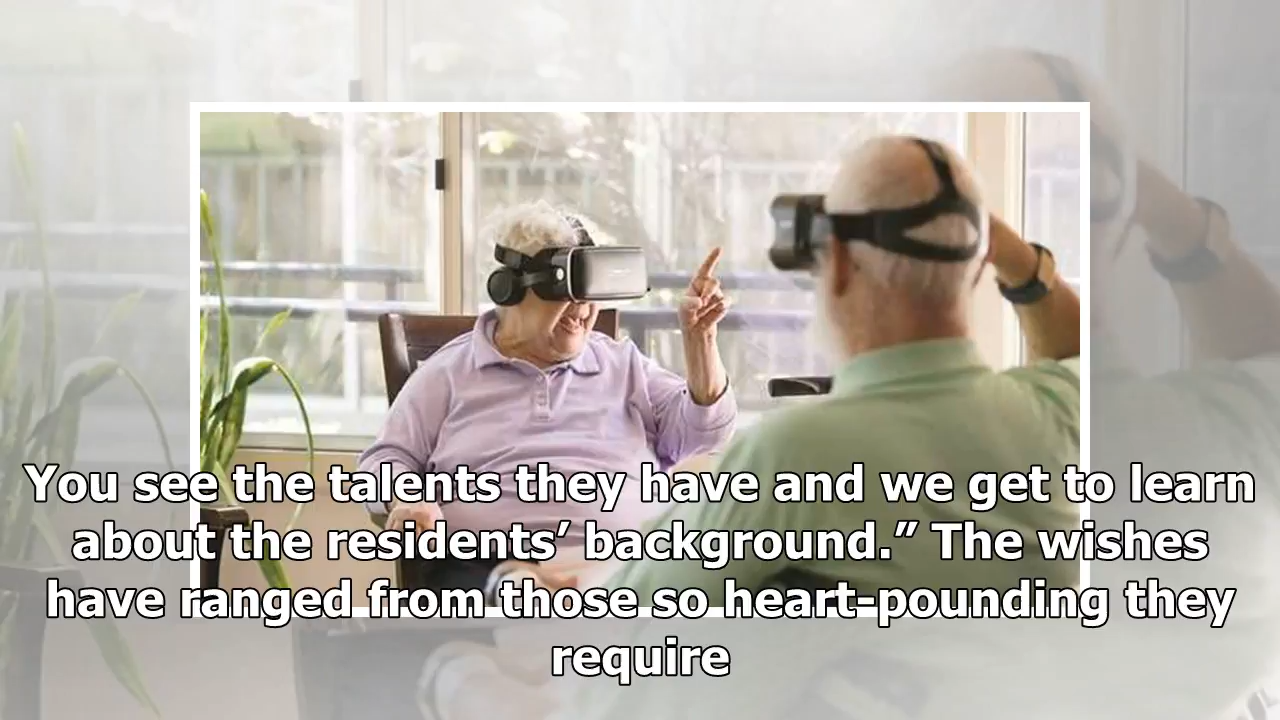 You see the talents they have and we get to learn
about the residents’ background.” The wishes
have ranged from those so heart-pounding they
require